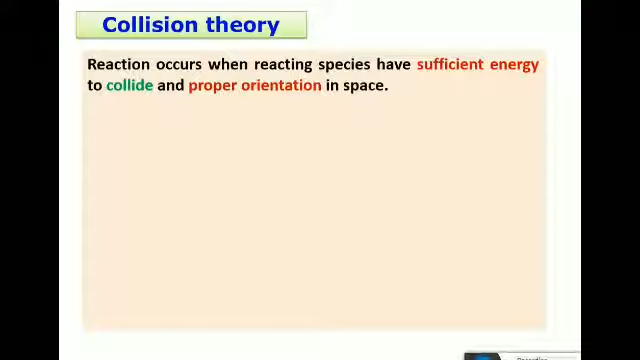 Collision theory
Reaction occurs when reacting species have sufficient energy
to collide and proper orientation in space.